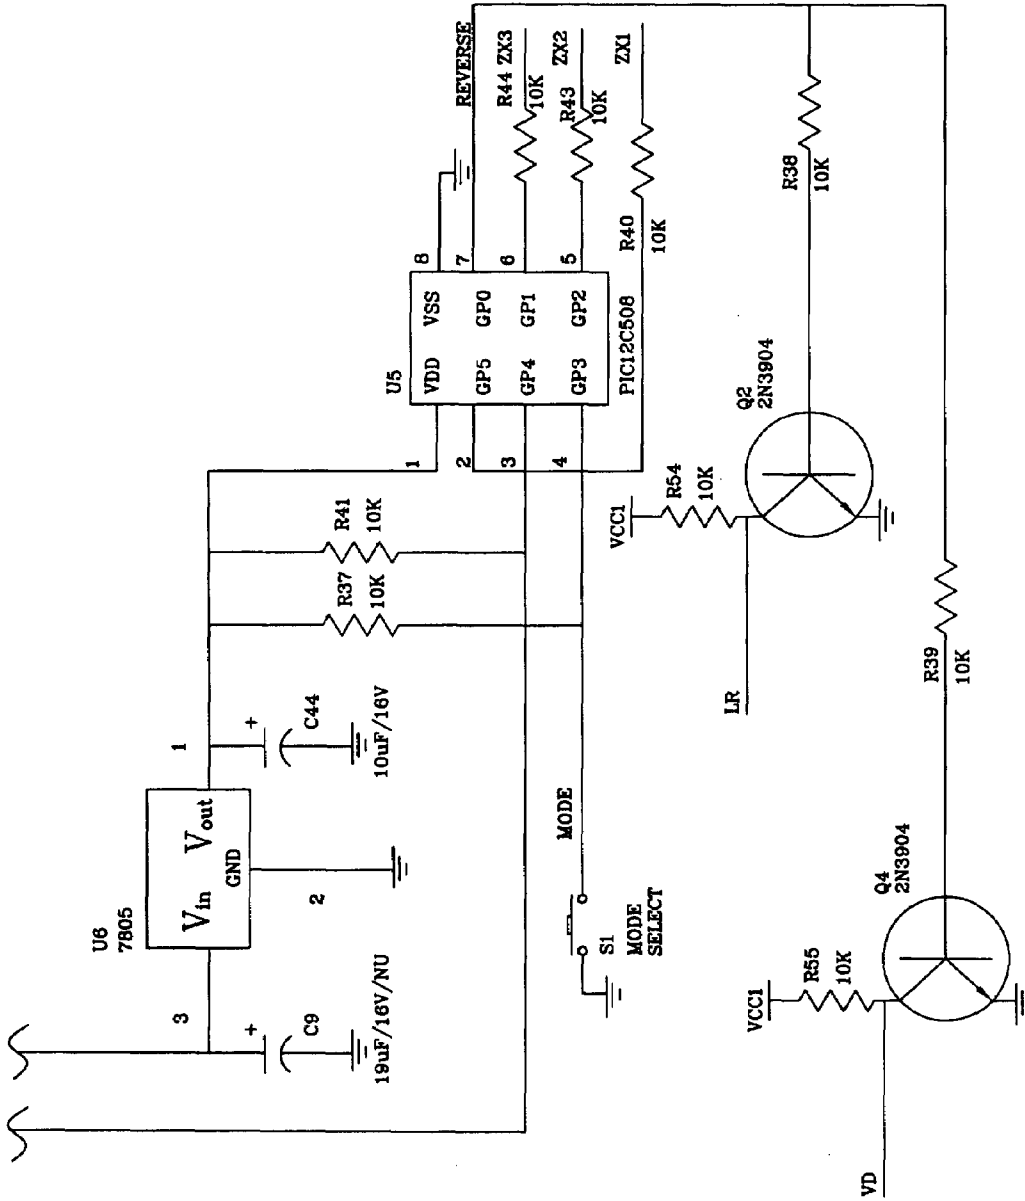 REVERSE
R44 ZX3
10K
ZX2
R43
10K
ZX1
R40
10K
8
7
6
5
VSS
GP0
GP1
GP2
U5
VDD
GP5
GP4
GP3
PIC12C508
1
2
3
4
R38
10K
Q2
2N3904
R54
10K
VCC1
LR
R41
10K
R37
10K
C44
10uF/16V
+
1
Vout
Vin
GND
2
3
U6
7805
+
C9
19uF/16V/NU
MODE
S1
MODE
SELECT
R39
10K
Q4
2N3904
R55
10K
VCC1
VD